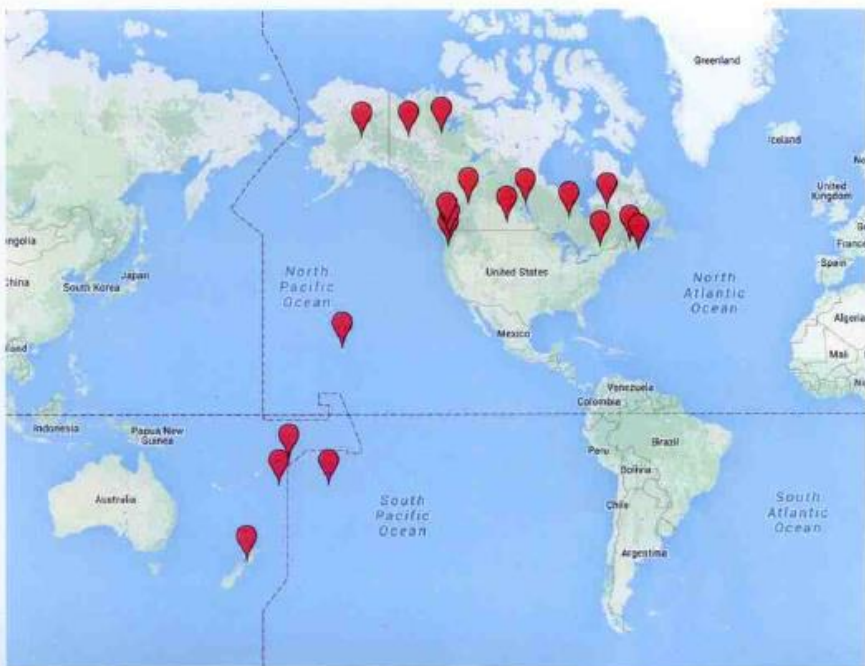 Greenland
Iceland
United
Kingdom
ongolia
China
South Korea
Japan
North
Pacific
Ocean
United States
North
Atlantic
Ocean
France
Spain
Mexico
Algeria
Mali
Venezuela
Colombia
Indonesia
Papua New
Guinea
Peru
Brazil
Bolivia
Australia
South
Pacific
Ocean
Chile
South
Atlantic
Ocean
Argentina